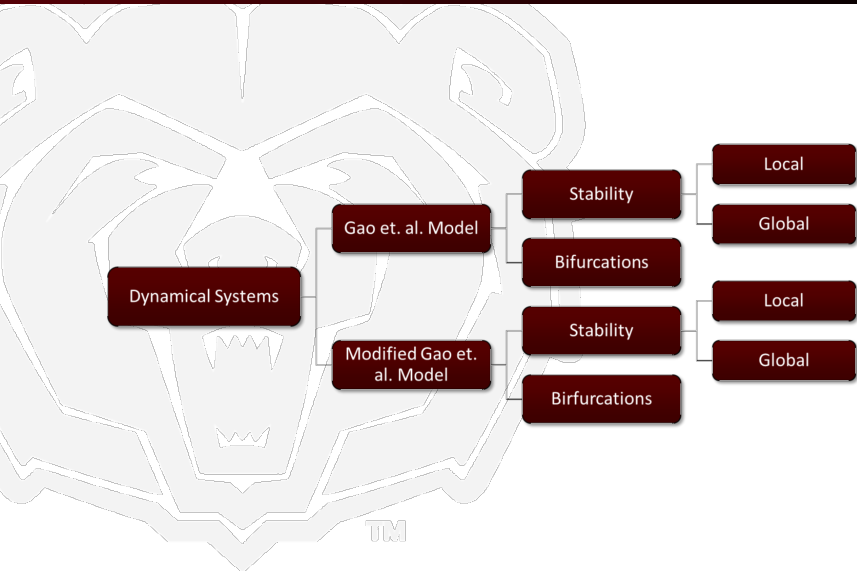 Dynamical Systems
Gao et. al. Model
Stability
Local
Global
Bifurcations
Modified Gao et.
al. Model
Stability
Local
Global
Birfurcations
TM